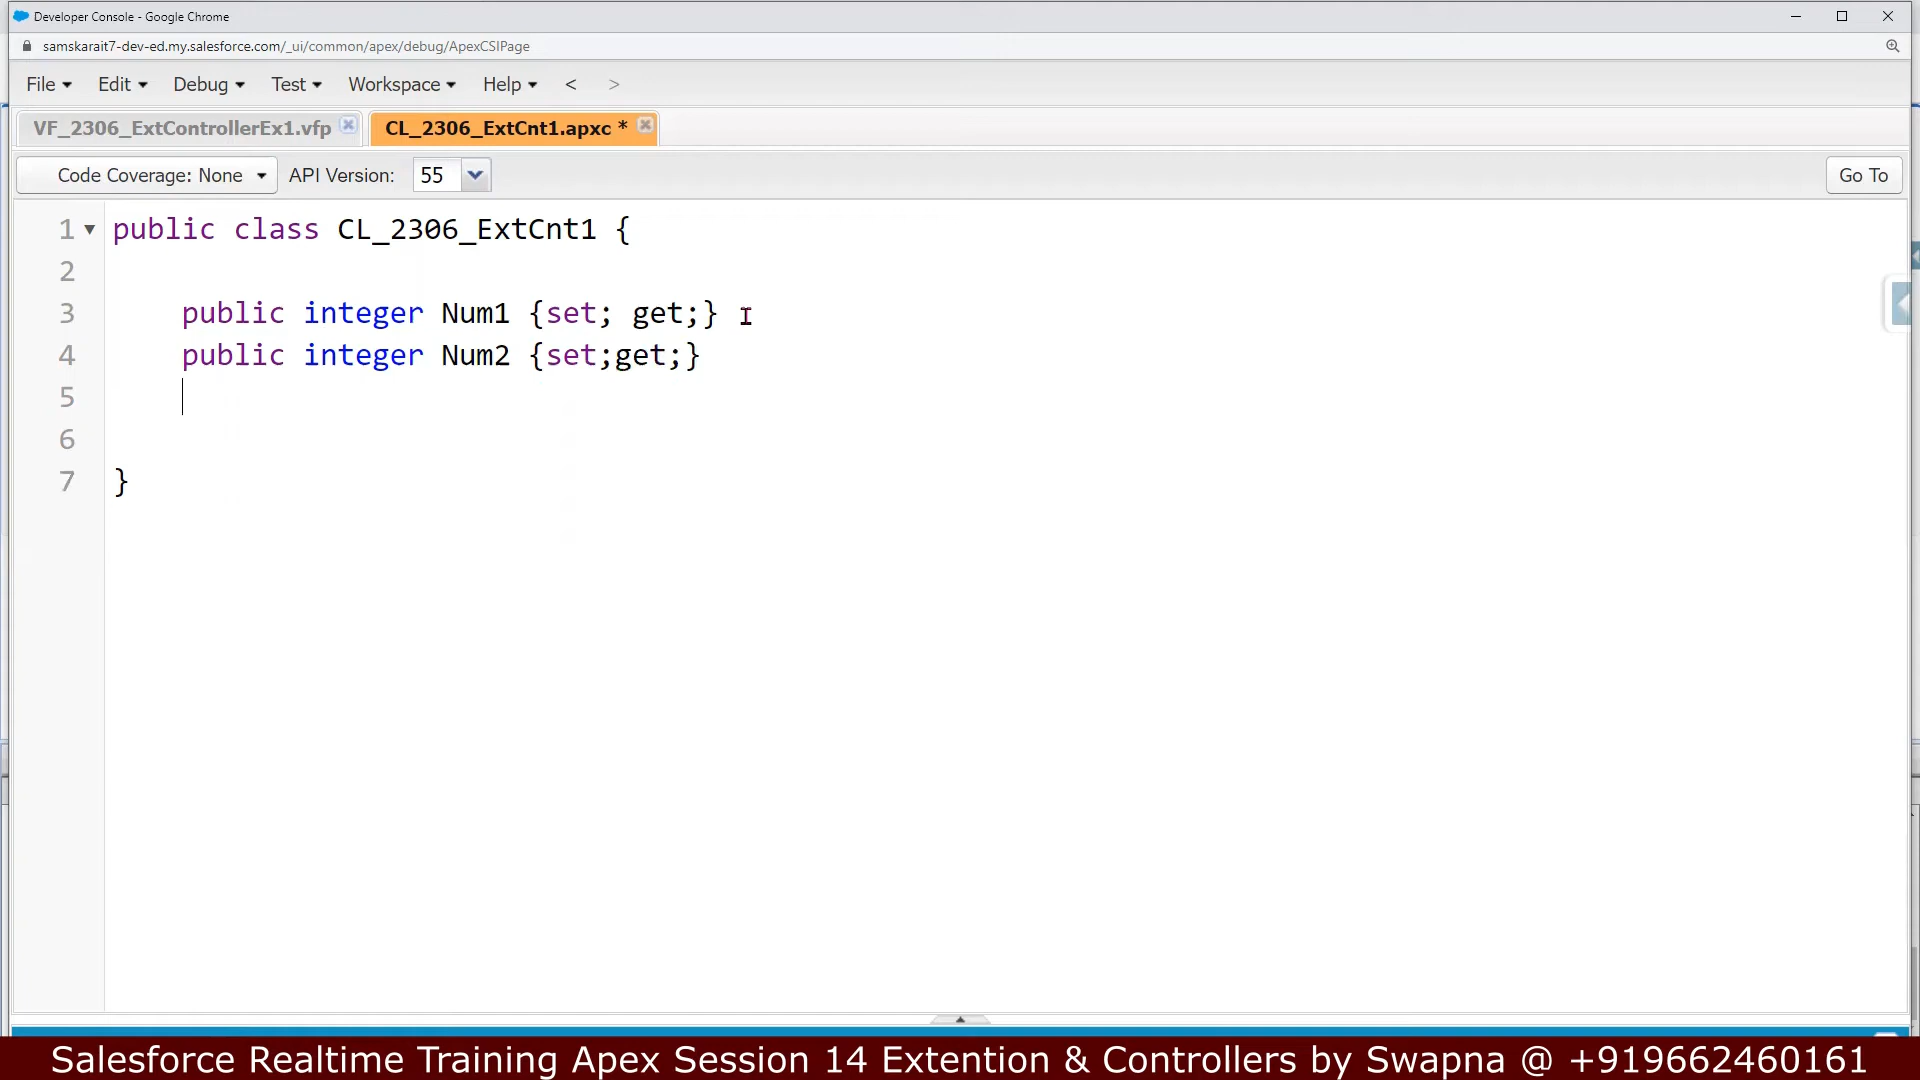 Developer Console - Google Chrome
samskarait7-dev-ed.my.salesforce.com/_ui/common/apex/debug/ApexCSIPage
File Edit Debug Test Workspace Help < >
VF_2306_ExtControllerEx1.vfp CL_2306_ExtCnt1.apxc *
Code Coverage: None API Version: 55 Go To
1 public class CL_2306_ExtCnt1 {
2
3 public integer Num1 {set; get;}
4 public integer Num2 {set;get;}
5
6
7 }
Salesforce Realtime Training Apex Session 14 Extention & Controllers by Swapna @ +919662460161